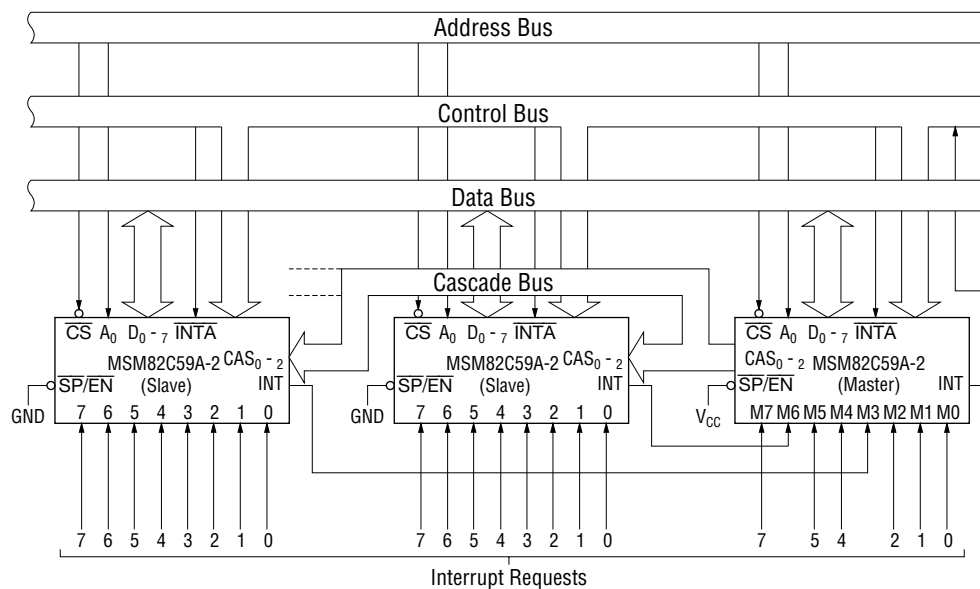 Address Bus
Control Bus
Data Bus
Cascade Bus
CS A0 D0 - 7 INTA
MSM82C59A-2
(Slave)
CAS0 - 2
SP/EN
INT
GND
7 6 5 4 3 2 1 0
7 6 5 4 3 2 1 0
CS A0 D0 - 7 INTA
MSM82C59A-2
(Slave)
CAS0 - 2
SP/EN
INT
GND
7 6 5 4 3 2 1 0
7 6 5 4 3 2 1 0
CS A0 D0 - 7 INTA
CAS0 - 2
MSM82C59A-2
(Master)
SP/EN
INT
VCC
M7 M6 M5 M4 M3 M2 M1 M0
7 5 4 2 1 0
Interrupt Requests